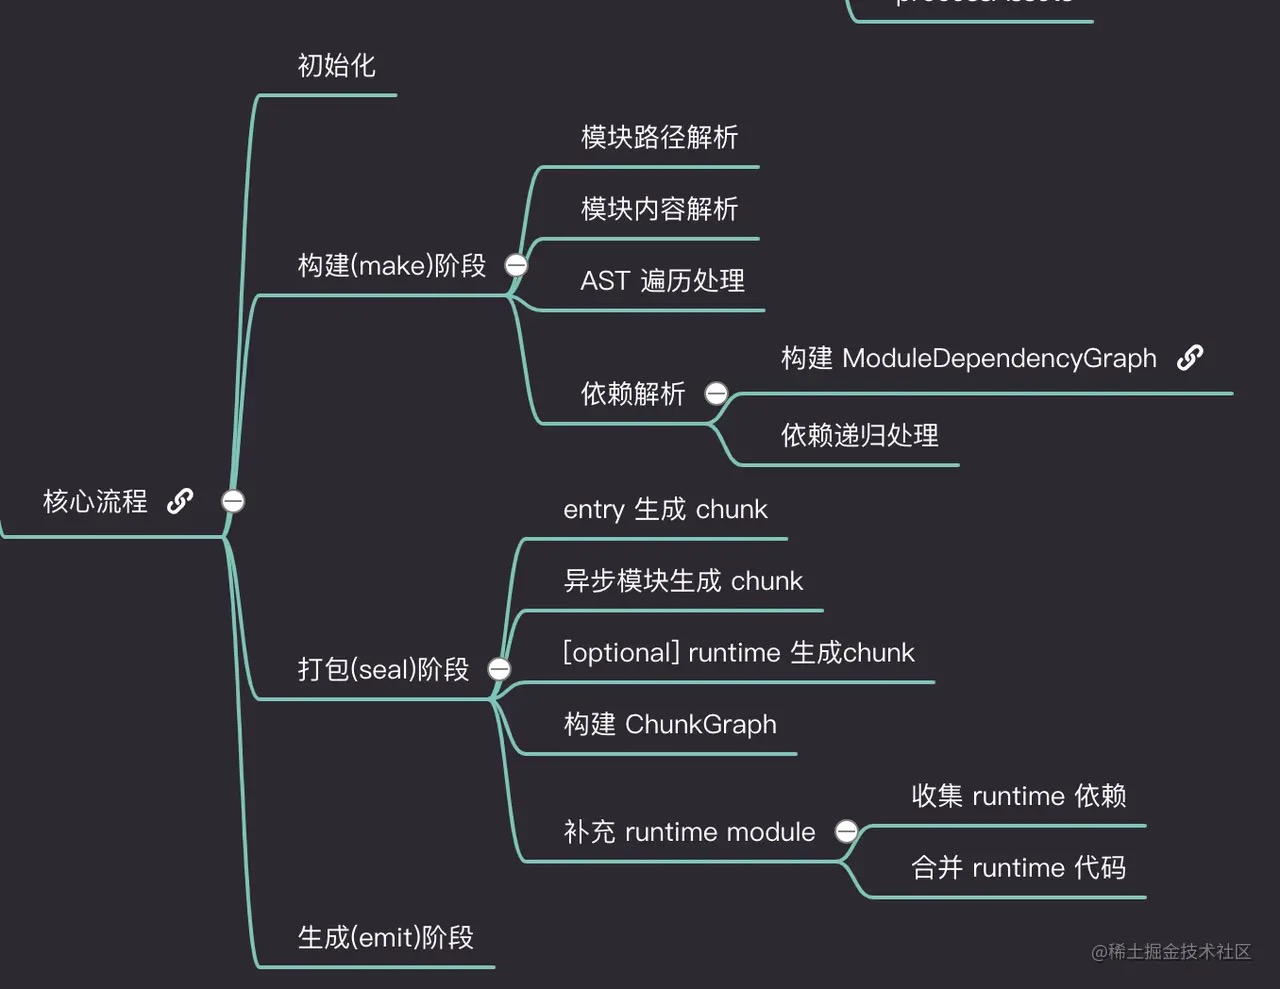 processAssets
初始化
模块路径解析
模块内容解析
构建(make)阶段
AST 遍历处理
构建 ModuleDependencyGraph
依赖解析
依赖递归处理
核心流程
entry 生成 chunk
异步模块生成 chunk
[optional] runtime 生成chunk
打包(seal)阶段
构建 ChunkGraph
收集 runtime 依赖
补充 runtime module
合并 runtime 代码
生成(emit)阶段
@稀土掘金技术社区